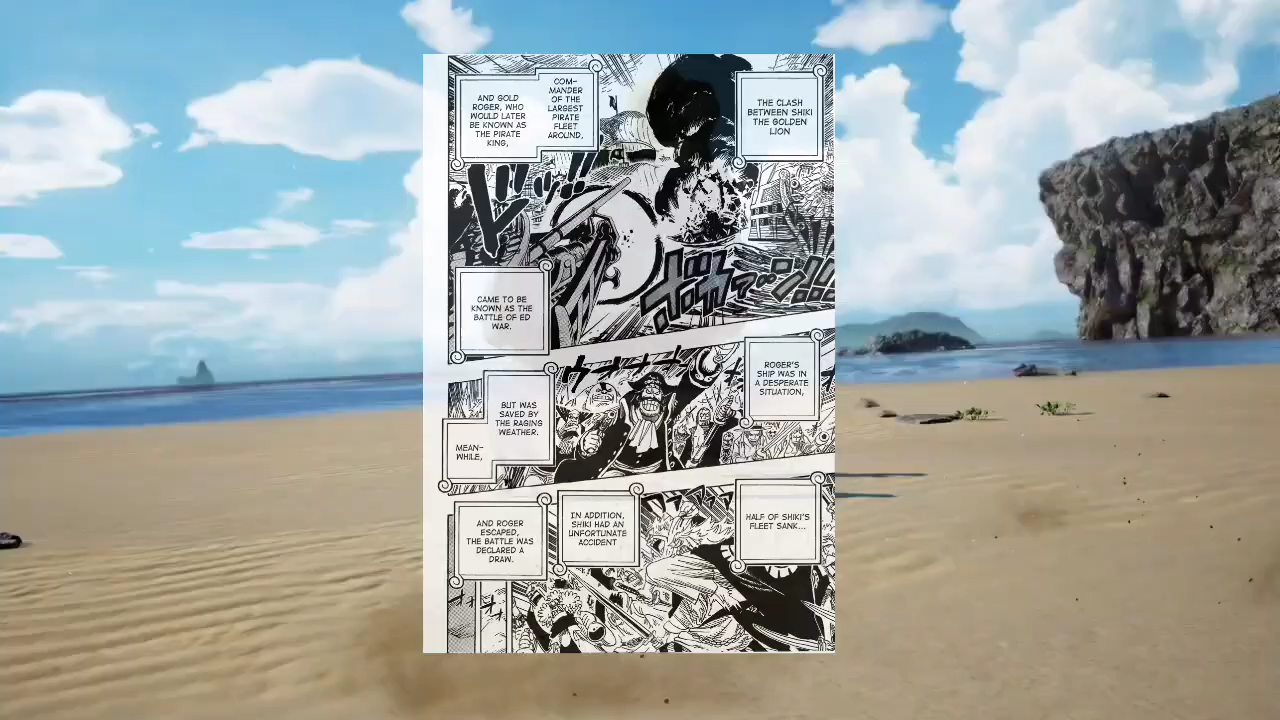 THE CLASH
BETWEEN SHIKI
THE GOLDEN
LION
COM-
MANDER
OF THE
LARGEST
PIRATE
FLEET
AROUND,
AND GOLD
ROGER, WHO
WOULD LATER
BE KNOWN AS
THE PIRATE
KING,
CAME TO BE
KNOWN AS THE
BATTLE OF ED
WAR.
ROGER'S
SHIP WAS IN
A DESPERATE
SITUATION,
BUT WAS
SAVED BY
THE RAGING
WEATHER.
MEAN-
WHILE,
HALF OF SHIKI'S
FLEET SANK...
IN ADDITION,
SHIKI HAD AN
UNFORTUNATE
ACCIDENT
AND ROGER
ESCAPED,
THE BATTLE WAS
DECLARED A
DRAW.